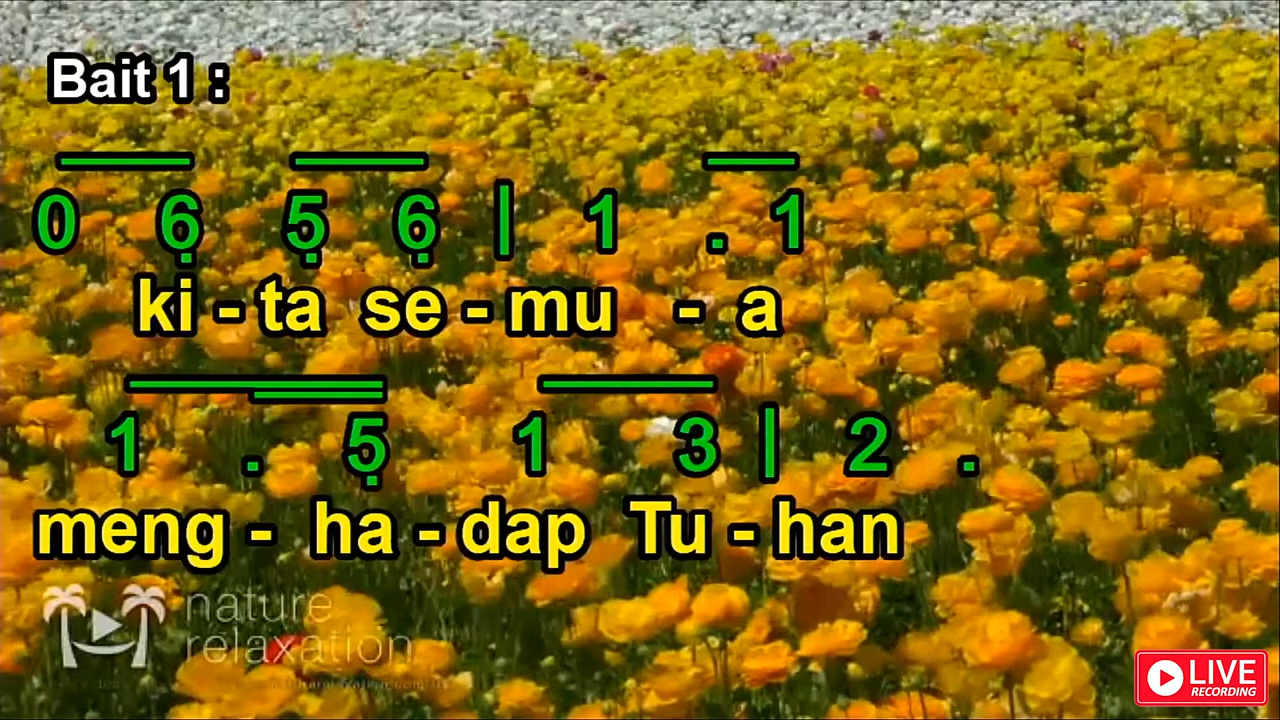 Bait 1 :
0 6̣ 5̣ 6̣ | 1 . 1
ki - ta se - mu - a
1 . 5̣ 1 3 | 2 .
meng - ha - dap Tu - han
nature
relaxation
LIVE
RECORDING